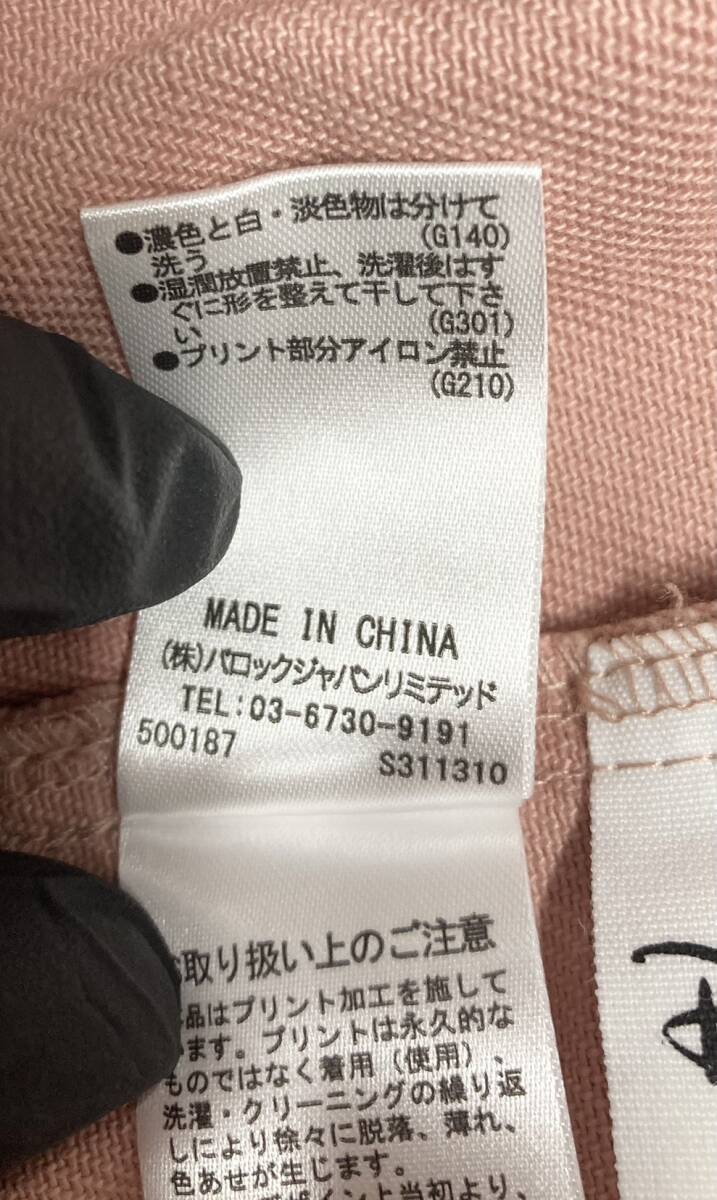 ●濃色と白・淡色物は分けて
洗う (G140)
●湿潤放置禁止、洗濯後はす
ぐに形を整えて干して下さ
い (G301)
●プリント部分アイロン禁止
(G210)
MADE IN CHINA
(株)バロックジャパンリミテッド
TEL:03-6730-9191
500187 S311310
取り扱い上のご注意
品はプリント加工を施して
ます。プリントは永久的な
ものではなく着用（使用）、
洗濯・クリーニングの繰り返
しにより徐々に脱落、薄れ、
色あせが生じます。
当初より、